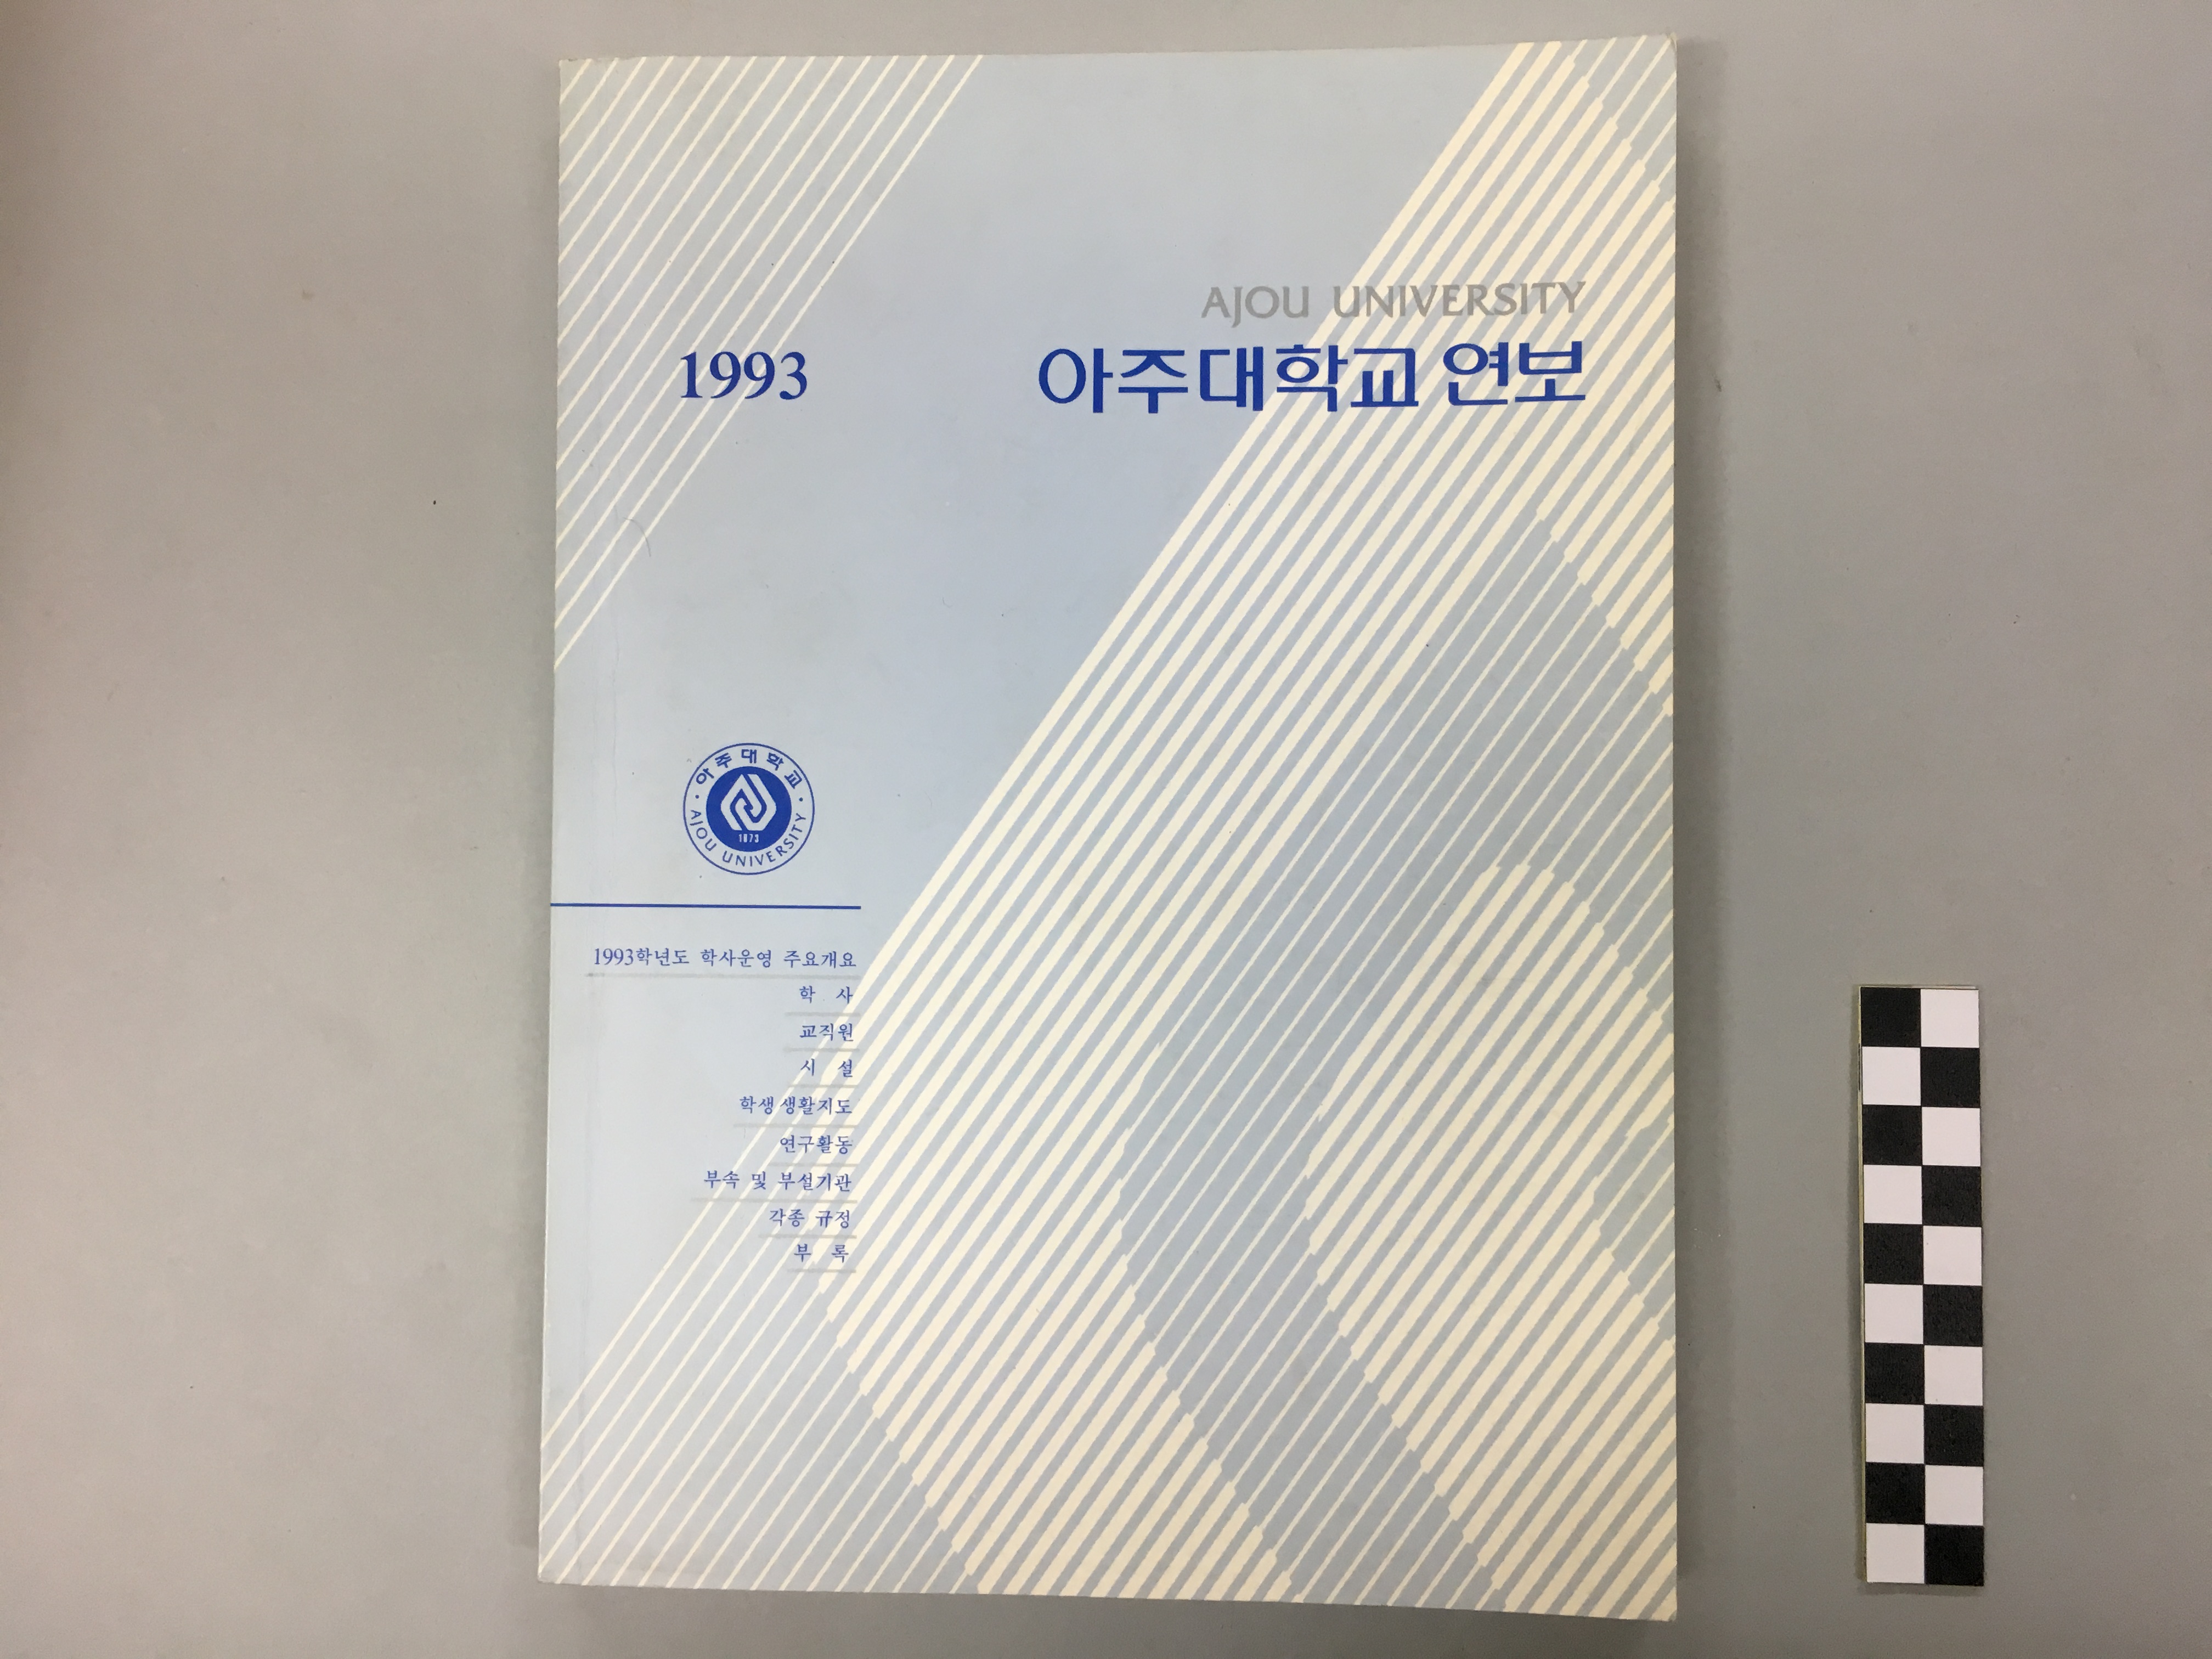 AJOU UNIVERSITY
1993 아주대학교 연보
아주대학교
1973
AJOU UNIVERSITY
1993학년도 학사운영 주요개요
학 사
교직원
시 설
학생생활지도
연구활동
부속 및 부설기관
각종 규정
부 록